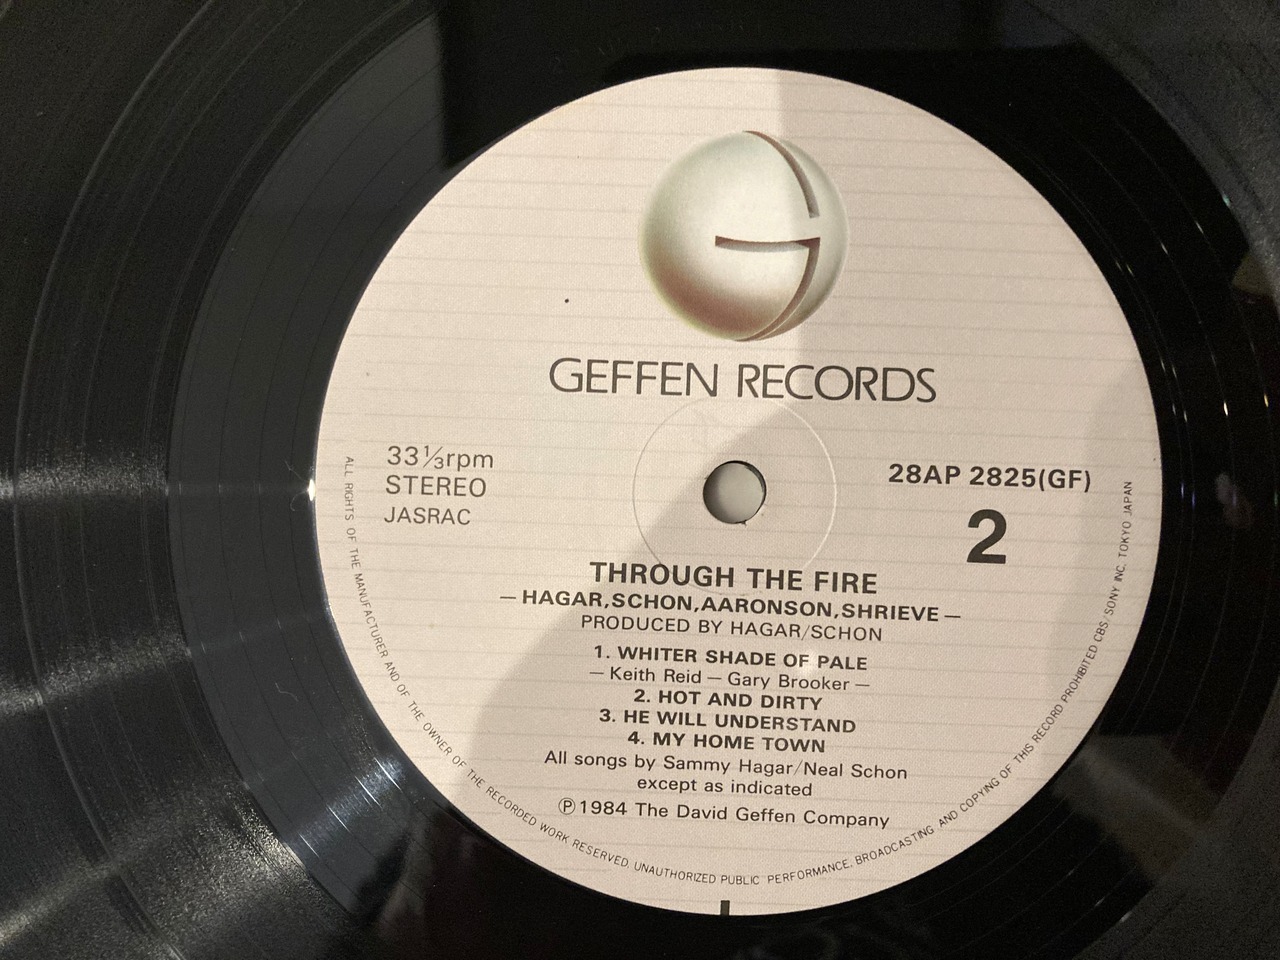 GEFFEN RECORDS
33⅓rpm
STEREO
JASRAC
28AP 2825(GF)
2
THROUGH THE FIRE
—HAGAR,SCHON,AARONSON,SHRIEVE—
PRODUCED BY HAGAR/SCHON
1. WHITER SHADE OF PALE
—Keith Reid—Gary Brooker—
2. HOT AND DIRTY
3. HE WILL UNDERSTAND
4. MY HOME TOWN
All songs by Sammy Hagar/Neal Schon
except as indicated
Ⓟ1984 The David Geffen Company
ALL RIGHTS OF THE MANUFACTURER AND OF THE OWNER OF THE RECORDED WORK RESERVED. UNAUTHORIZED PUBLIC PERFORMANCE, BROADCASTING AND COPYING OF THIS RECORD PROHIBITED CBS/SONY INC. TOKYO JAPAN